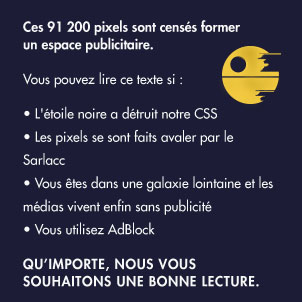 Ces 91 200 pixels sont censés former
un espace publicitaire.
Vous pouvez lire ce texte si :
• L'étoile noire a détruit notre CSS
• Les pixels se sont faits avaler par le
Sarlacc
• Vous êtes dans une galaxie lointaine et les
médias vivent enfin sans publicité
• Vous utilisez AdBlock
QU'IMPORTE, NOUS VOUS
SOUHAITONS UNE BONNE LECTURE.